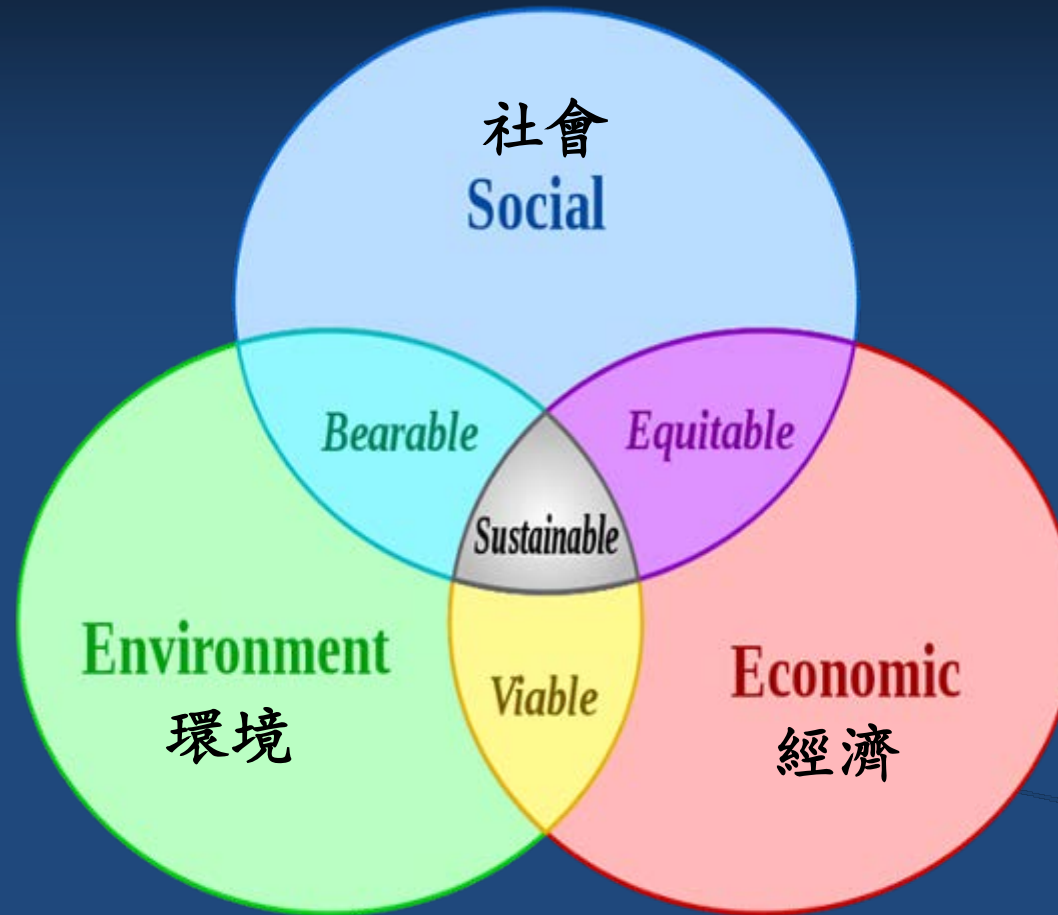 社會
Social
Bearable
Equitable
Sustainable
Environment
環境
Viable
Economic
經濟